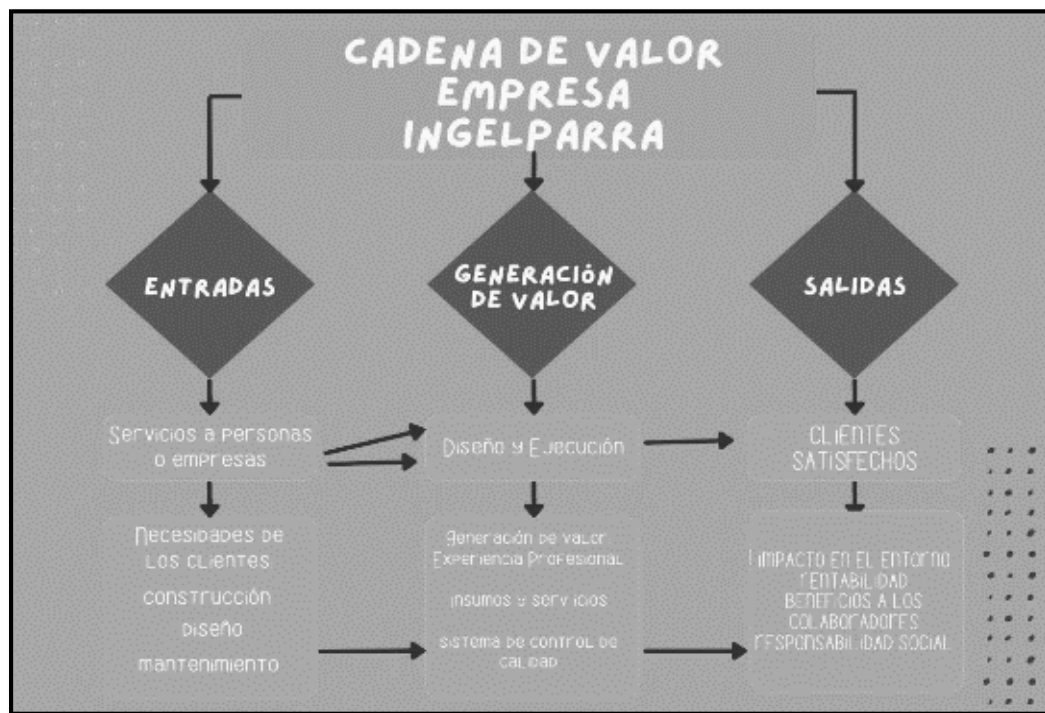 CADENA DE VALOR
EMPRESA
INGELPARRA
ENTRADAS
GENERACIÓN
DE VALOR
SALIDAS
Servicios a personas
o empresas
Diseño y Ejecución
CLIENTES
SATISFECHOS
Necesidades de
los clientes
construcción
diseño
mantenimiento
Generación de valor
Experiencia Profesional
insumos y servicios
sistema de control de
calidad
IMPACTO EN EL ENTORNO
RENTABILIDAD
BENEFICIOS A LOS
COLABORADORES
RESPONSABILIDAD SOCIAL